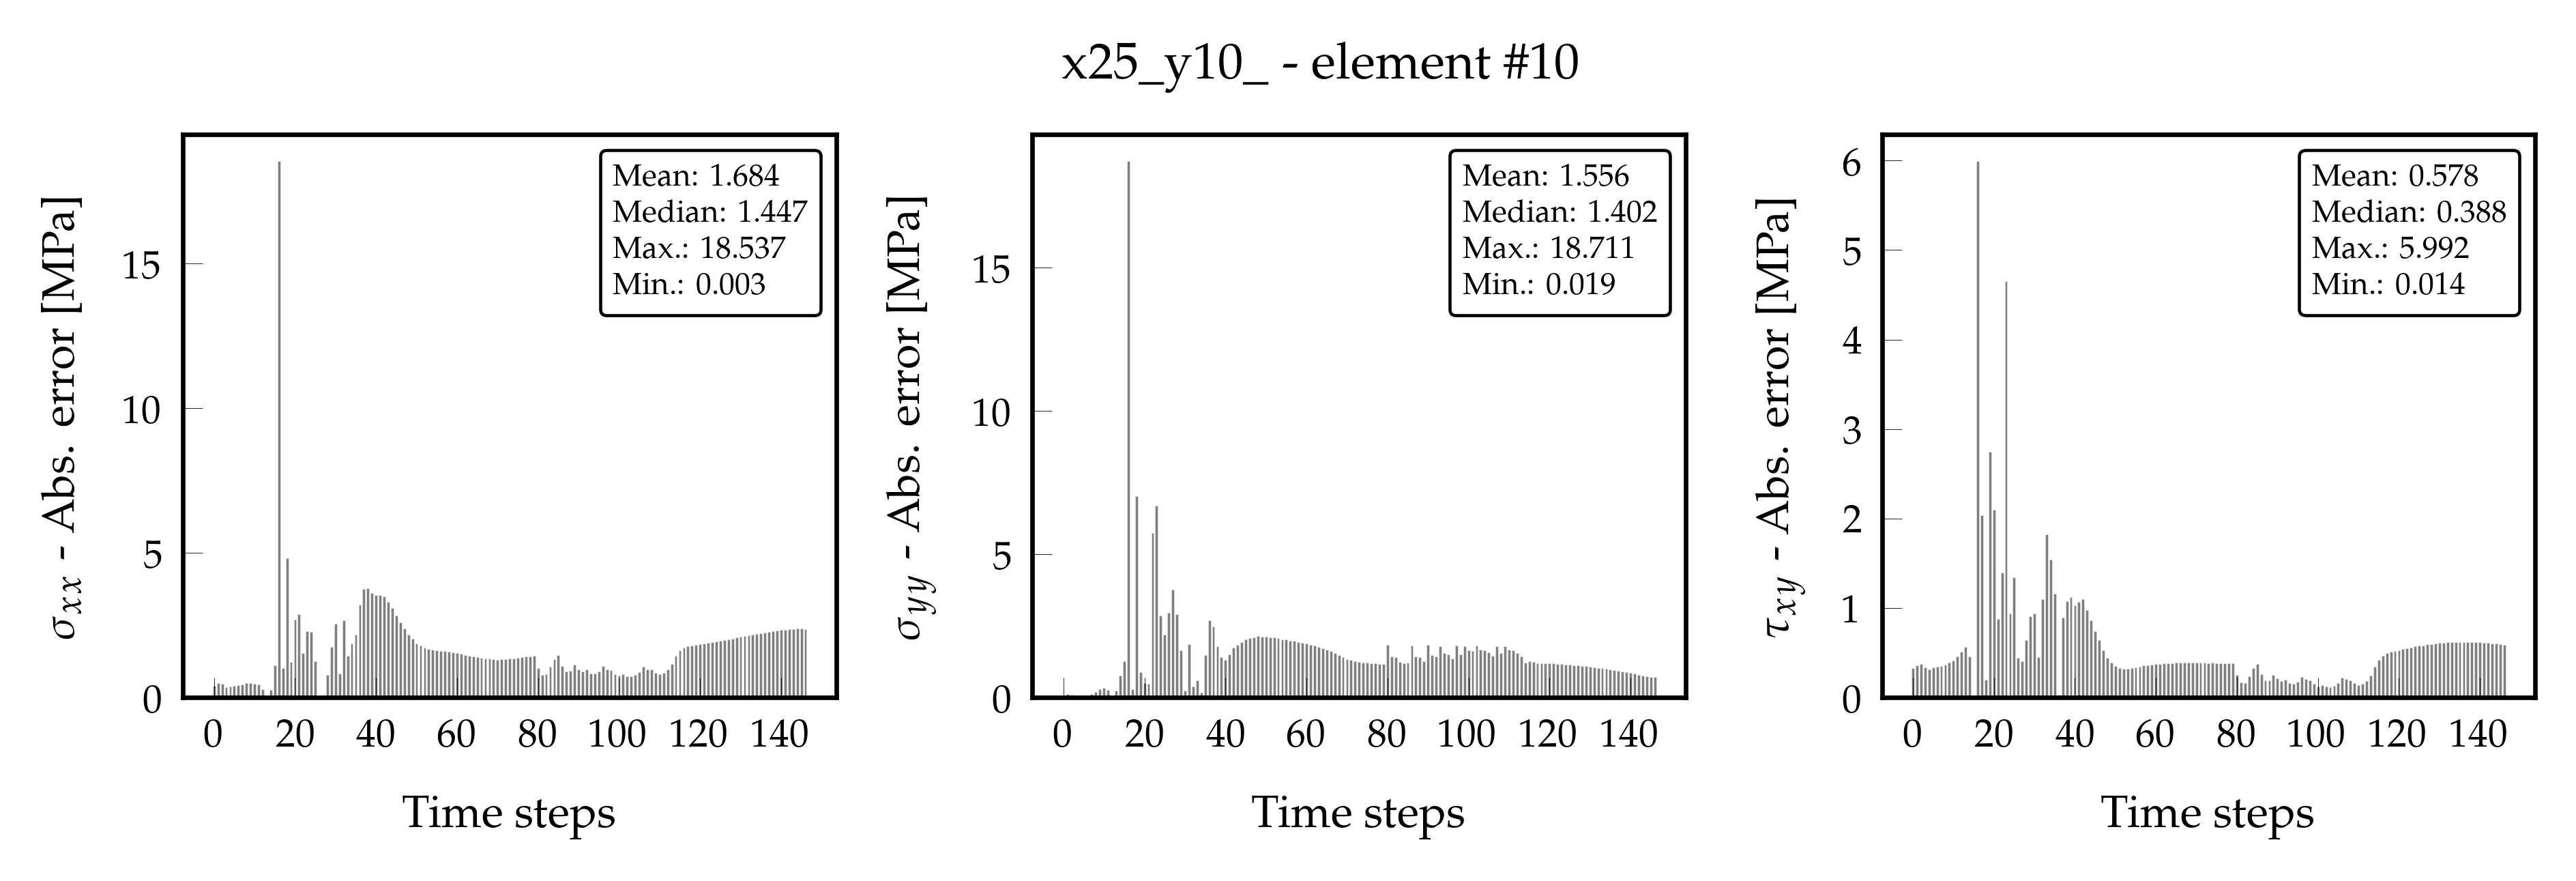 x25_y10_ - element #10
σxx - Abs. error [MPa]
15
10
5
0
Mean: 1.684
Median: 1.447
Max.: 18.537
Min.: 0.003
0 20 40 60 80 100 120 140
Time steps
σyy - Abs. error [MPa]
15
10
5
0
Mean: 1.556
Median: 1.402
Max.: 18.711
Min.: 0.019
0 20 40 60 80 100 120 140
Time steps
τxy - Abs. error [MPa]
6
5
4
3
2
1
0
Mean: 0.578
Median: 0.388
Max.: 5.992
Min.: 0.014
0 20 40 60 80 100 120 140
Time steps